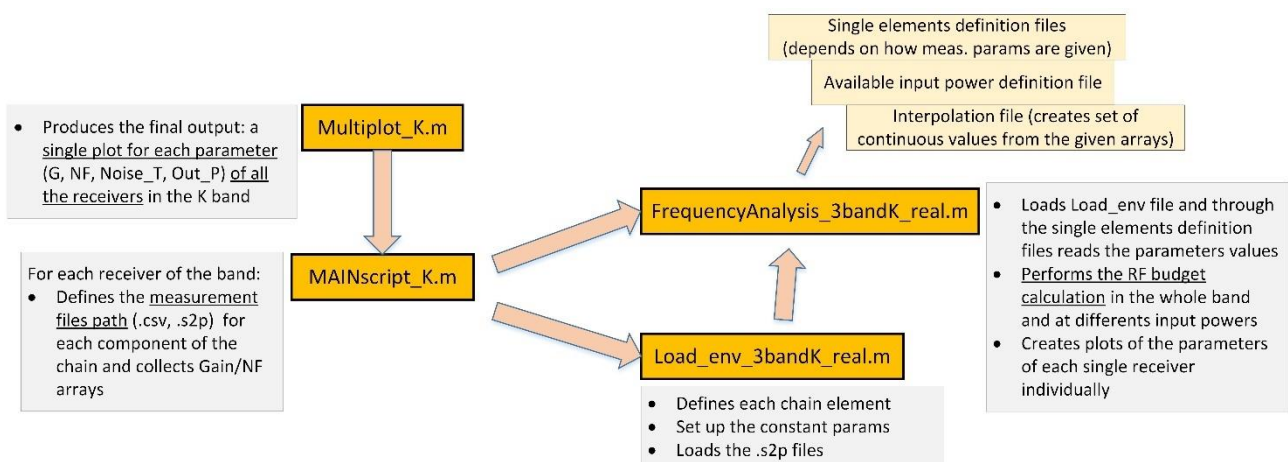 Single elements definition files
(depends on how meas. params are given)
Available input power definition file
Interpolation file (creates set of
continuous values from the given arrays)
Multiplot_K.m
• Produces the final output: a
single plot for each parameter
(G, NF, Noise_T, Out_P) of all
the receivers in the K band
FrequencyAnalysis_3bandK_real.m
• Loads Load_env file and through
the single elements definition
files reads the parameters values
• Performs the RF budget
calculation in the whole band
and at differents input powers
• Creates plots of the parameters
of each single receiver
individually
MAINscript_K.m
For each receiver of the band:
• Defines the measurement
files path (.csv, .s2p) for
each component of the
chain and collects Gain/NF
arrays
Load_env_3bandK_real.m
• Defines each chain element
• Set up the constant params
• Loads the .s2p files